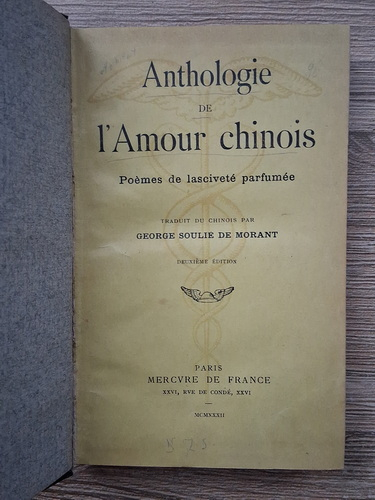 Anthologie
DE
l'Amour chinois
Poèmes de lasciveté parfumée
TRADUIT DU CHINOIS PAR
GEORGE SOULIE DE MORANT
DEUXIÈME ÉDITION
PARIS
MERCVRE DE FRANCE
XXVI, RVE DE CONDÉ, XXVI
MCMXXXII